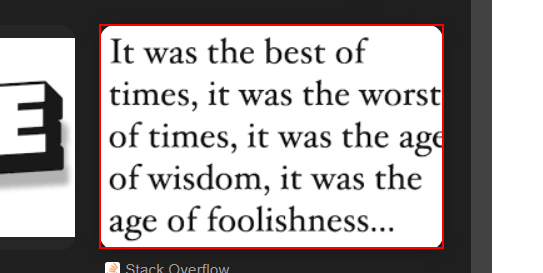 It was the best of
times, it was the worst
of times, it was the age
of wisdom, it was the
age of foolishness...
E
Stack Overflow